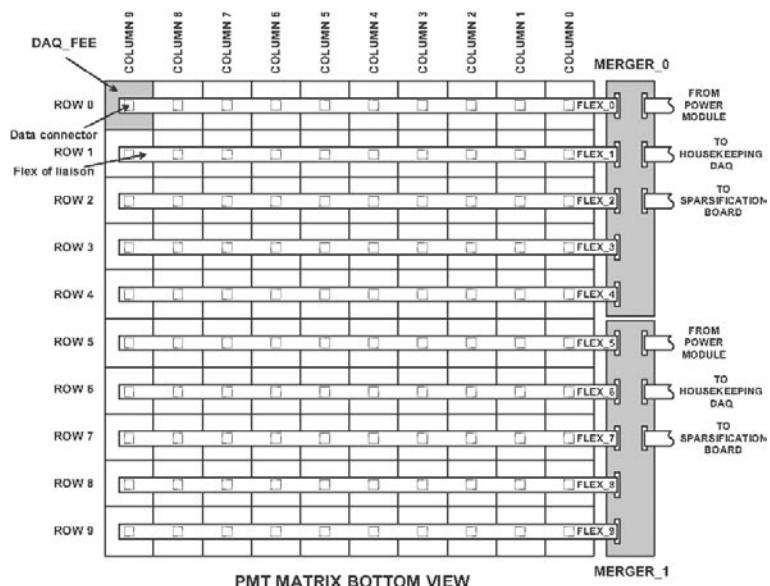 COLUMN 9
COLUMN 8
COLUMN 7
COLUMN 6
COLUMN 5
COLUMN 4
COLUMN 3
COLUMN 2
COLUMN 1
COLUMN 0
DAQ_FEE
MERGER_0
ROW 0
FLEX_0
FROM
POWER
MODULE
Data connector
ROW 1
FLEX_1
TO
HOUSEKEEPING
DAQ
Flex of liaison
ROW 2
FLEX_2
TO
SPARSIFICATION
BOARD
ROW 3
FLEX_3
ROW 4
FLEX_4
ROW 5
FLEX_5
FROM
POWER
MODULE
ROW 6
FLEX_6
TO
HOUSEKEEPING
DAQ
ROW 7
FLEX_7
TO
SPARSIFICATION
BOARD
ROW 8
FLEX_8
ROW 9
FLEX_9
MERGER_1
PMT MATRIX BOTTOM VIEW